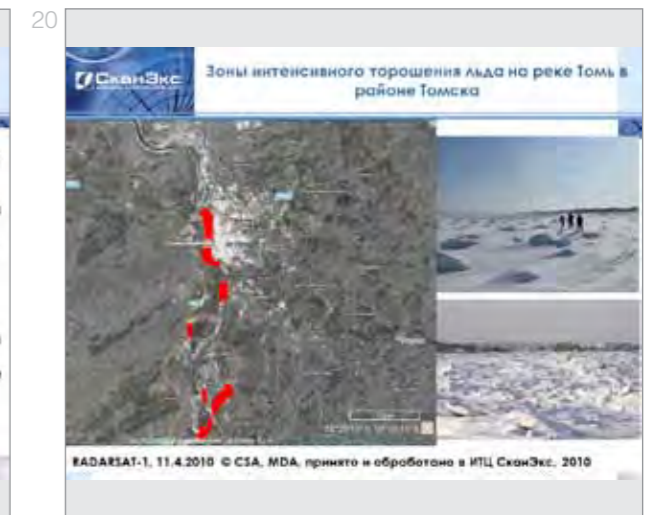 20
СканЭкс
Зоны интенсивного торошения льда на реке Томь в
районе Томска
RADARSAT-1, 11.4.2010 © CSA, MDA, принято и обработано в ИТЦ СканЭкс, 2010